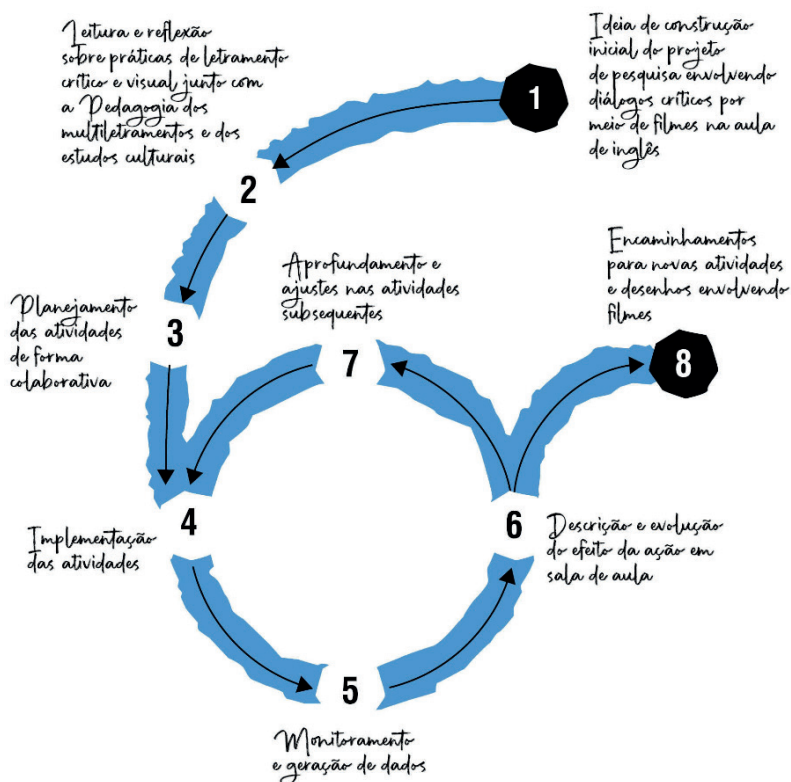 1
Ideia de construção
inicial do projeto
de pesquisa envolvendo
diálogos críticos por
meio de filmes na aula
de inglês
2
Leitura e reflexão
sobre práticas de letramento
crítico e visual junto com
a Pedagogia dos
multiletramentos e dos
estudos culturais
3
Planejamento
das atividades
de forma
colaborativa
4
Implementação
das atividades
5
Monitoramento
e geração de dados
6
Descrição e evolução
do efeito da ação em
sala de aula
7
Aprofundamento e
ajustes nas atividades
subsequentes
8
Encaminhamentos
para novas atividades
e desenhos envolvendo
filmes